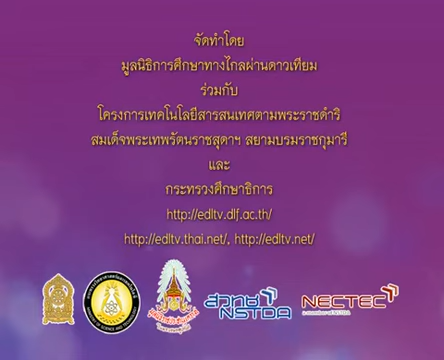 จัดทำโดย
มูลนิธิการศึกษาทางไกลผ่านดาวเทียม
ร่วมกับ
โครงการเทคโนโลยีสารสนเทศตามพระราชดำริ
สมเด็จพระเทพรัตนราชสุดาฯ สยามบรมราชกุมารี
และ
กระทรวงศึกษาธิการ
http://edltv.dlf.ac.th/
http://edltv.thai.net/, http://edltv.net/
สวทช NECTEC
NSTDA a member of NSTDA